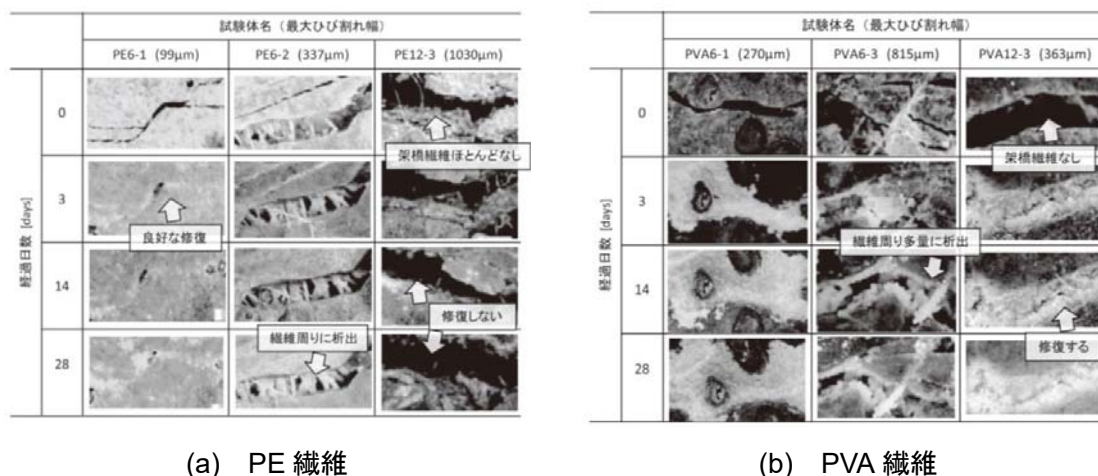 試験体名（最大ひび割れ幅）
PE6-1 (99μm) PE6-2 (337μm) PE12-3 (1030μm)
経過日数 [days]
0
架橋繊維ほとんどなし
3
良好な修復
14
修復しない
繊維周りに析出
28
(a) PE 繊維
試験体名（最大ひび割れ幅）
PVA6-1 (270μm) PVA6-3 (815μm) PVA12-3 (363μm)
経過日数 [days]
0
架橋繊維なし
3
繊維周り多量に析出
14
修復する
28
(b) PVA 繊維